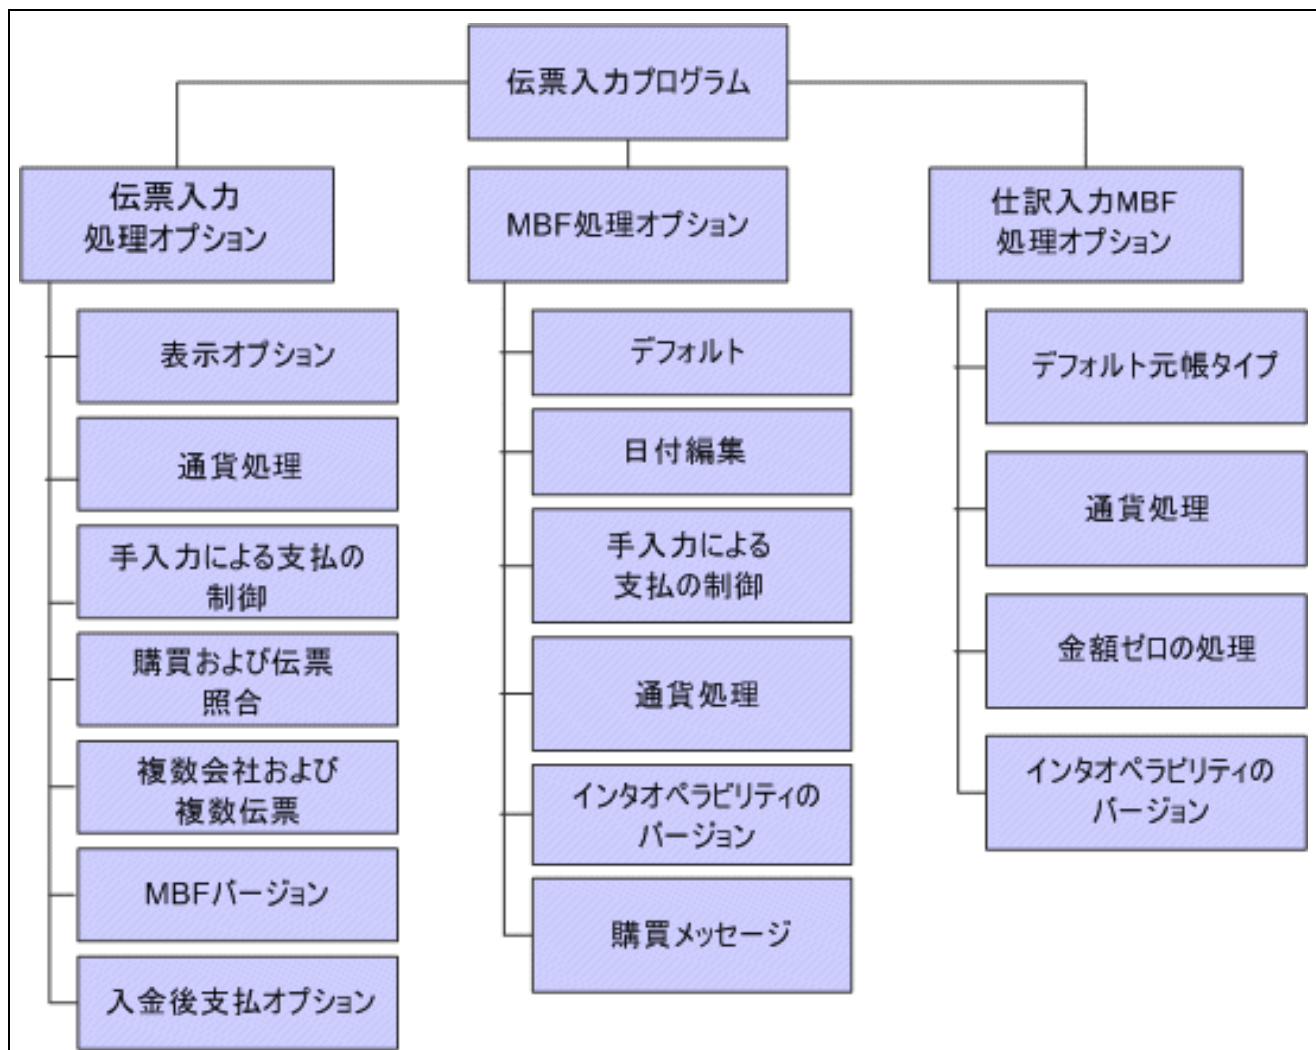 伝票入力プログラム
伝票入力
処理オプション
表示オプション
通貨処理
手入力による支払の
制御
購買および伝票
照合
複数会社および
複数伝票
MBFバージョン
入金後支払オプション
MBF処理オプション
デフォルト
日付編集
手入力による
支払の制御
通貨処理
インタオペラビリティの
バージョン
購買メッセージ
仕訳入力MBF
処理オプション
デフォルト元帳タイプ
通貨処理
金額ゼロの処理
インタオペラビリティの
バージョン